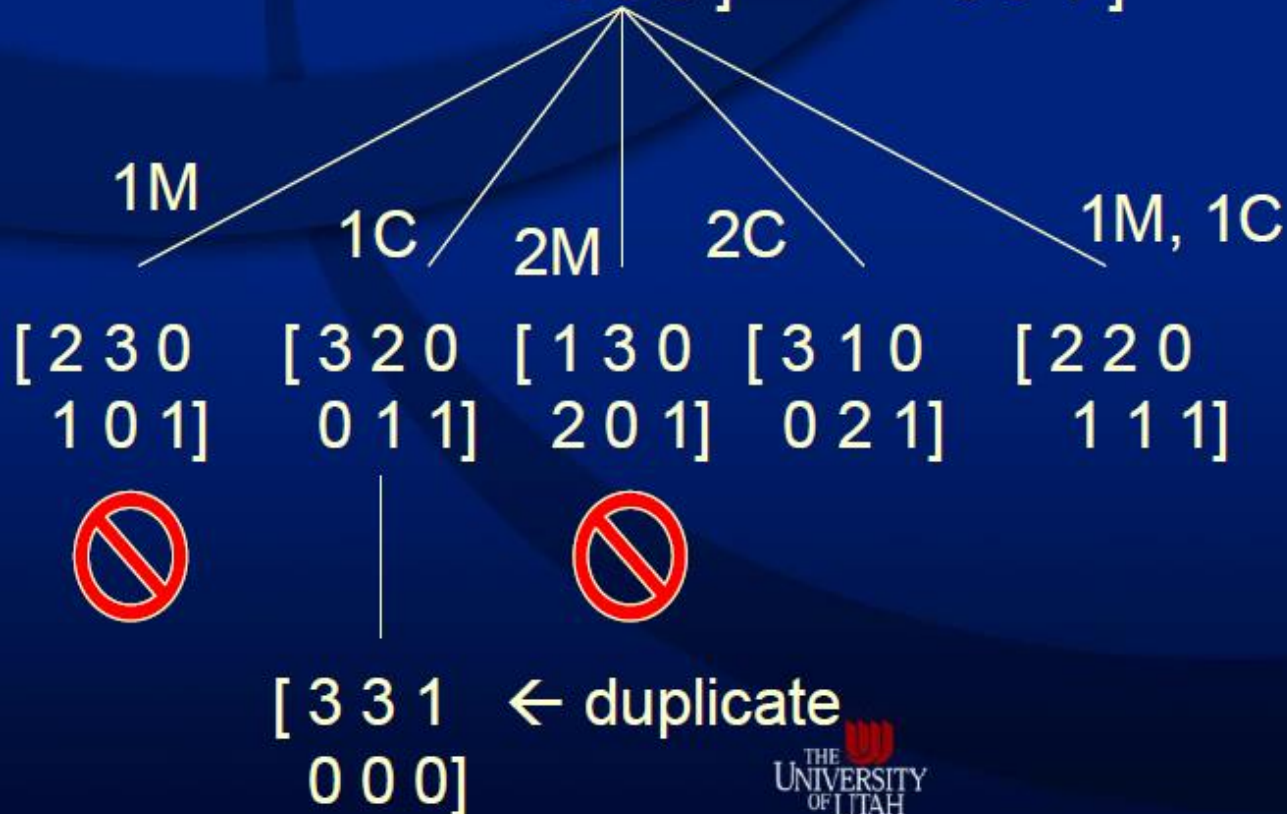 1M
1C
2M
2C
1M, 1C
[ 2 3 0
1 0 1]
[ 3 2 0
0 1 1]
[ 1 3 0
2 0 1]
[ 3 1 0
0 2 1]
[ 2 2 0
1 1 1]
[ 3 3 1 ← duplicate
0 0 0]
THE
UNIVERSITY
OF UTAH